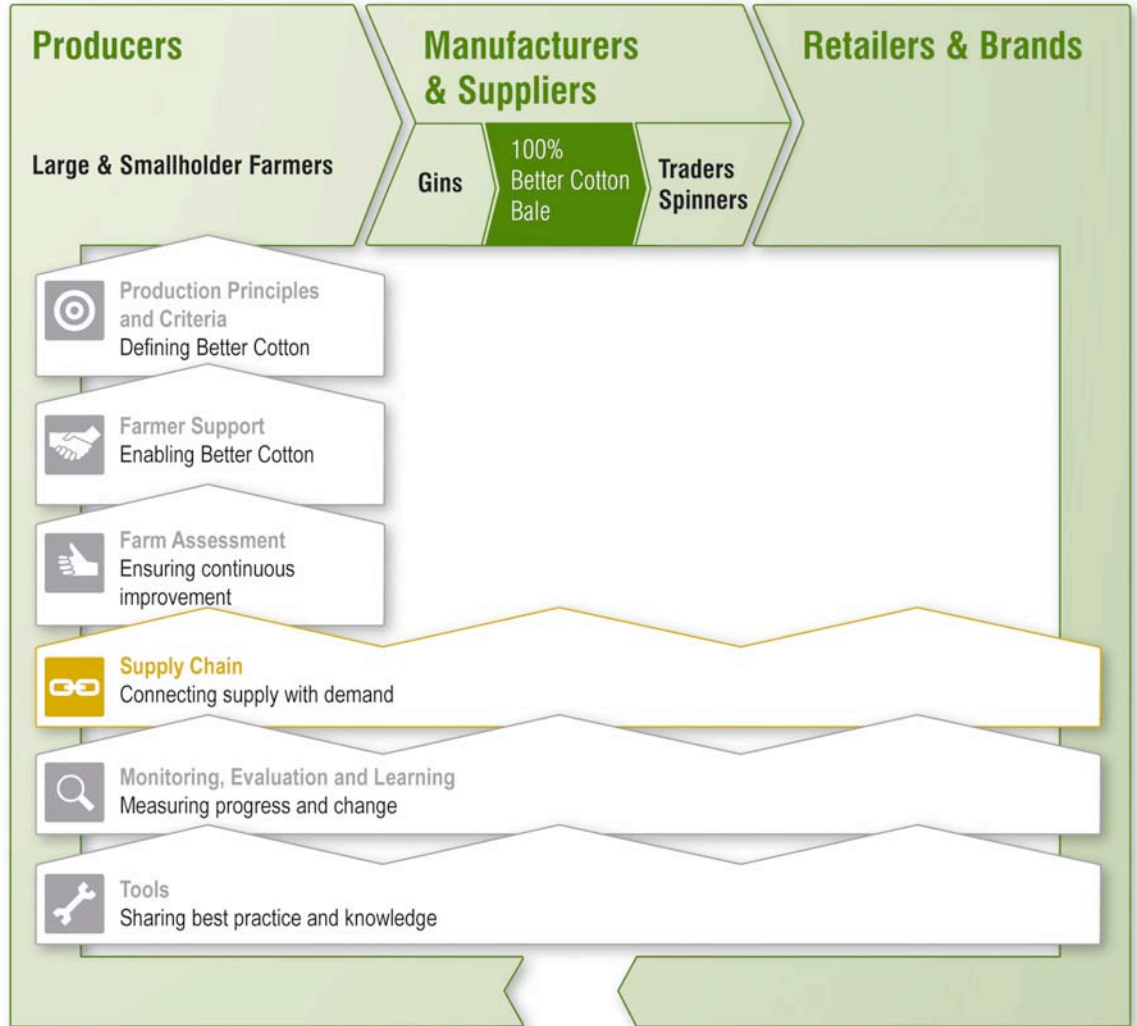 Producers
Manufacturers
& Suppliers
Retailers & Brands
Large & Smallholder Farmers
Gins
100%
Better Cotton
Bale
Traders
Spinners
Production Principles
and Criteria
Defining Better Cotton
Farmer Support
Enabling Better Cotton
Farm Assessment
Ensuring continuous
improvement
Supply Chain
Connecting supply with demand
Monitoring, Evaluation and Learning
Measuring progress and change
Tools
Sharing best practice and knowledge